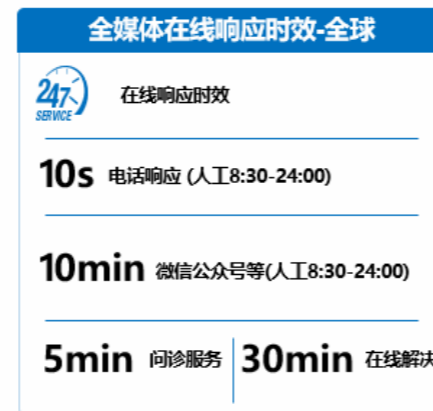 全媒体在线响应时效-全球
247 SERVICE
在线响应时效
10s 电话响应 (人工8:30-24:00)
10min 微信公众号等(人工8:30-24:00)
5min 问诊服务 30min 在线解决